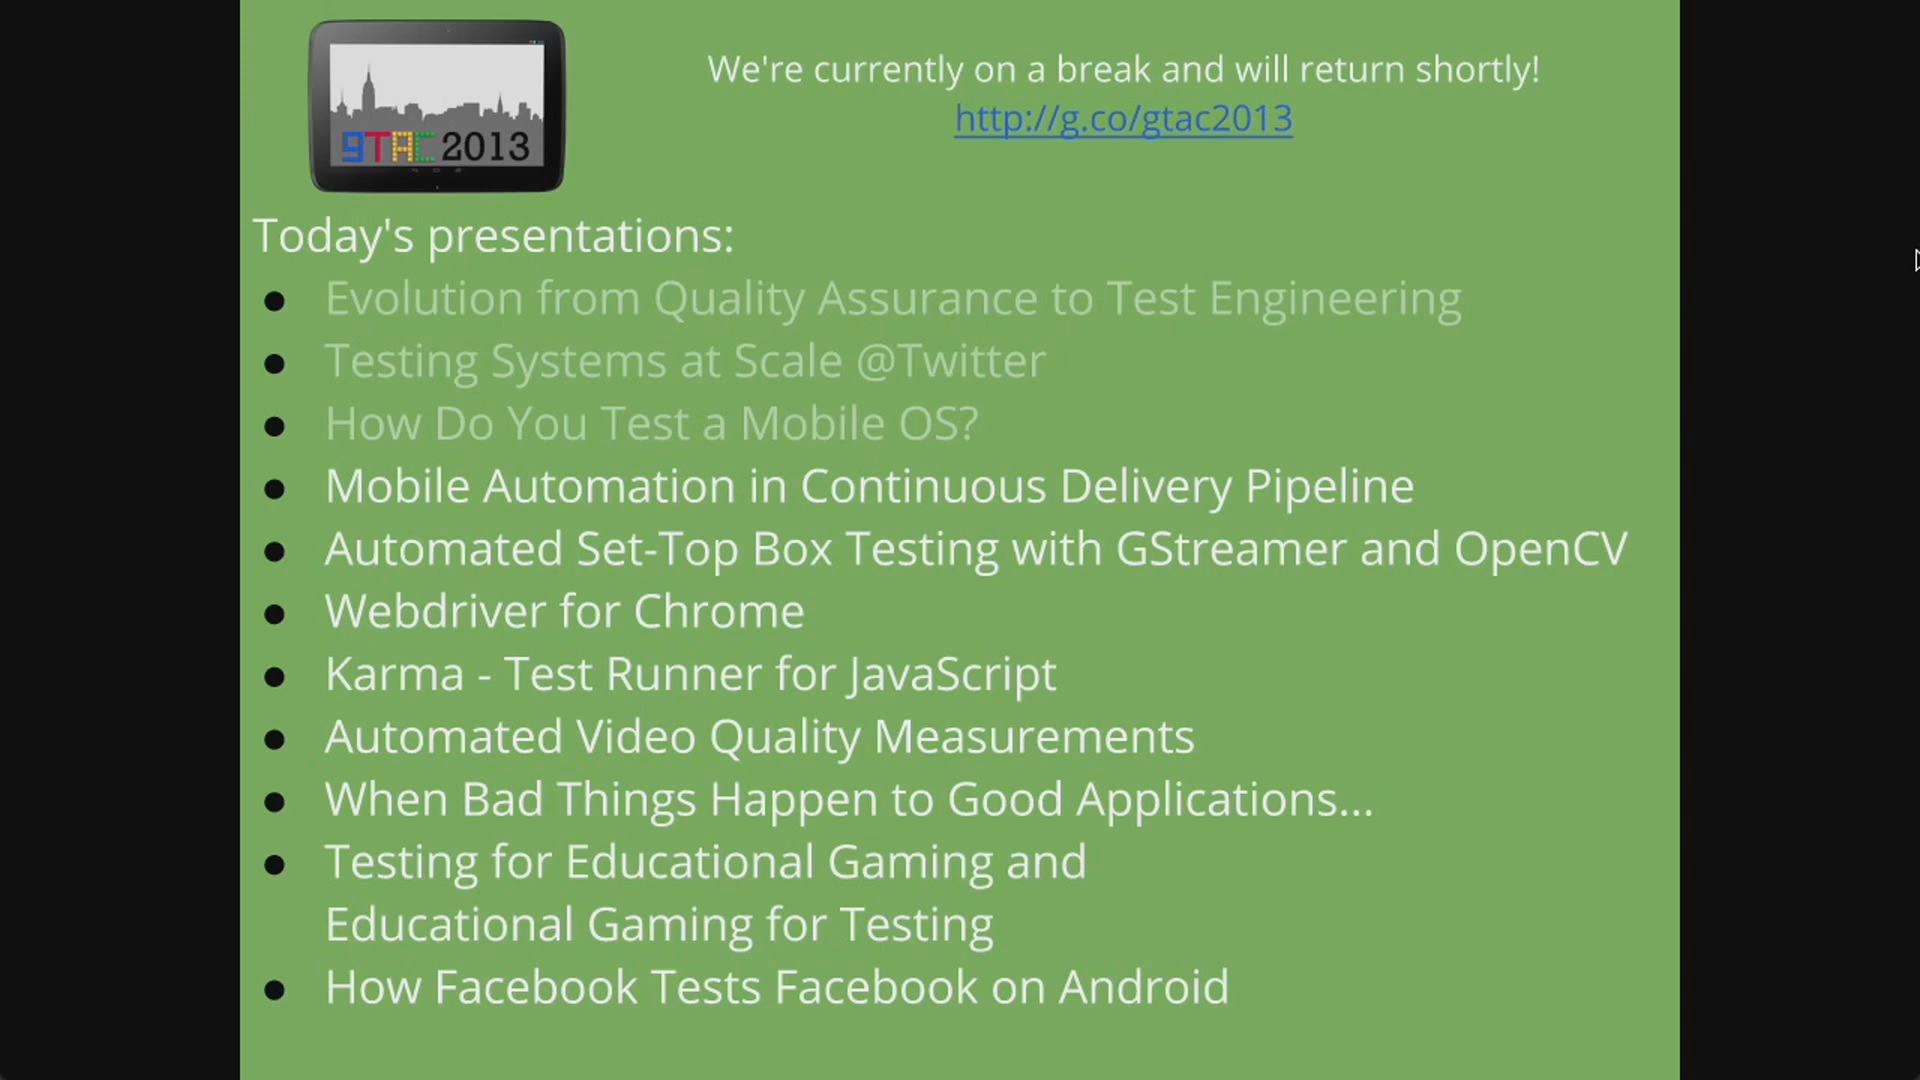 gTAC 2013
We're currently on a break and will return shortly!
http://g.co/gtac2013
Today's presentations:
● Evolution from Quality Assurance to Test Engineering
● Testing Systems at Scale @Twitter
● How Do You Test a Mobile OS?
● Mobile Automation in Continuous Delivery Pipeline
● Automated Set-Top Box Testing with GStreamer and OpenCV
● Webdriver for Chrome
● Karma - Test Runner for JavaScript
● Automated Video Quality Measurements
● When Bad Things Happen to Good Applications...
● Testing for Educational Gaming and
Educational Gaming for Testing
● How Facebook Tests Facebook on Android